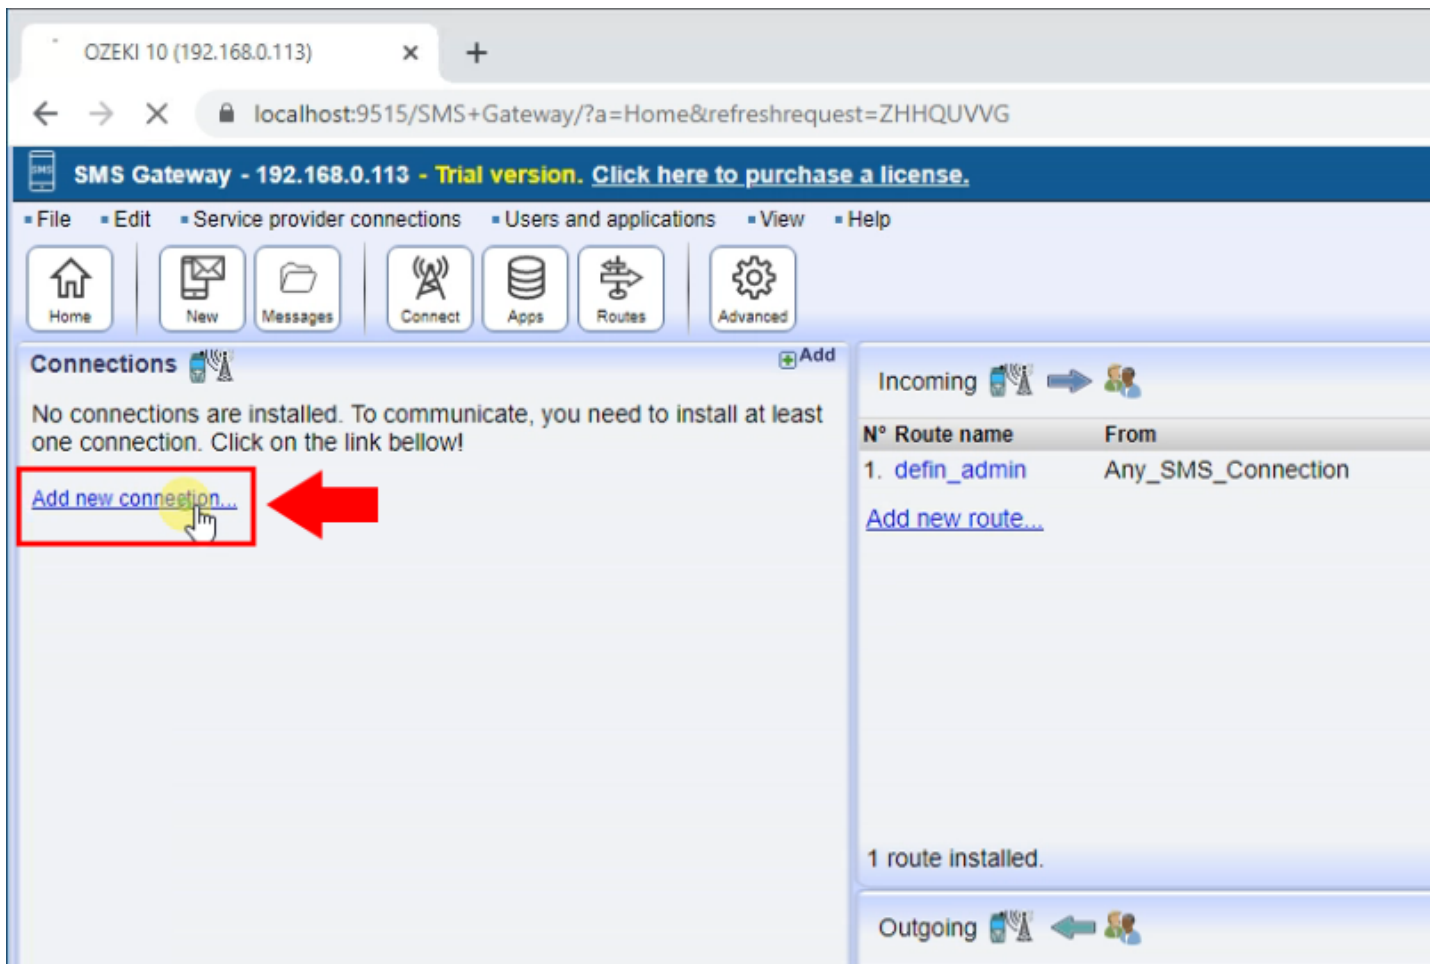 OZEKI 10 (192.168.0.113)
localhost:9515/SMS+Gateway/?a=Home&refreshrequest=ZHHQUVVG
SMS
SMS Gateway - 192.168.0.113 - Trial version. Click here to purchase a license.
File Edit Service provider connections Users and applications View Help
Home New Messages Connect Apps Routes Advanced
Connections Add
No connections are installed. To communicate, you need to install at least
one connection. Click on the link bellow!
Add new connection...
Incoming
N° Route name From
1. defin_admin Any_SMS_Connection
Add new route...
1 route installed.
Outgoing